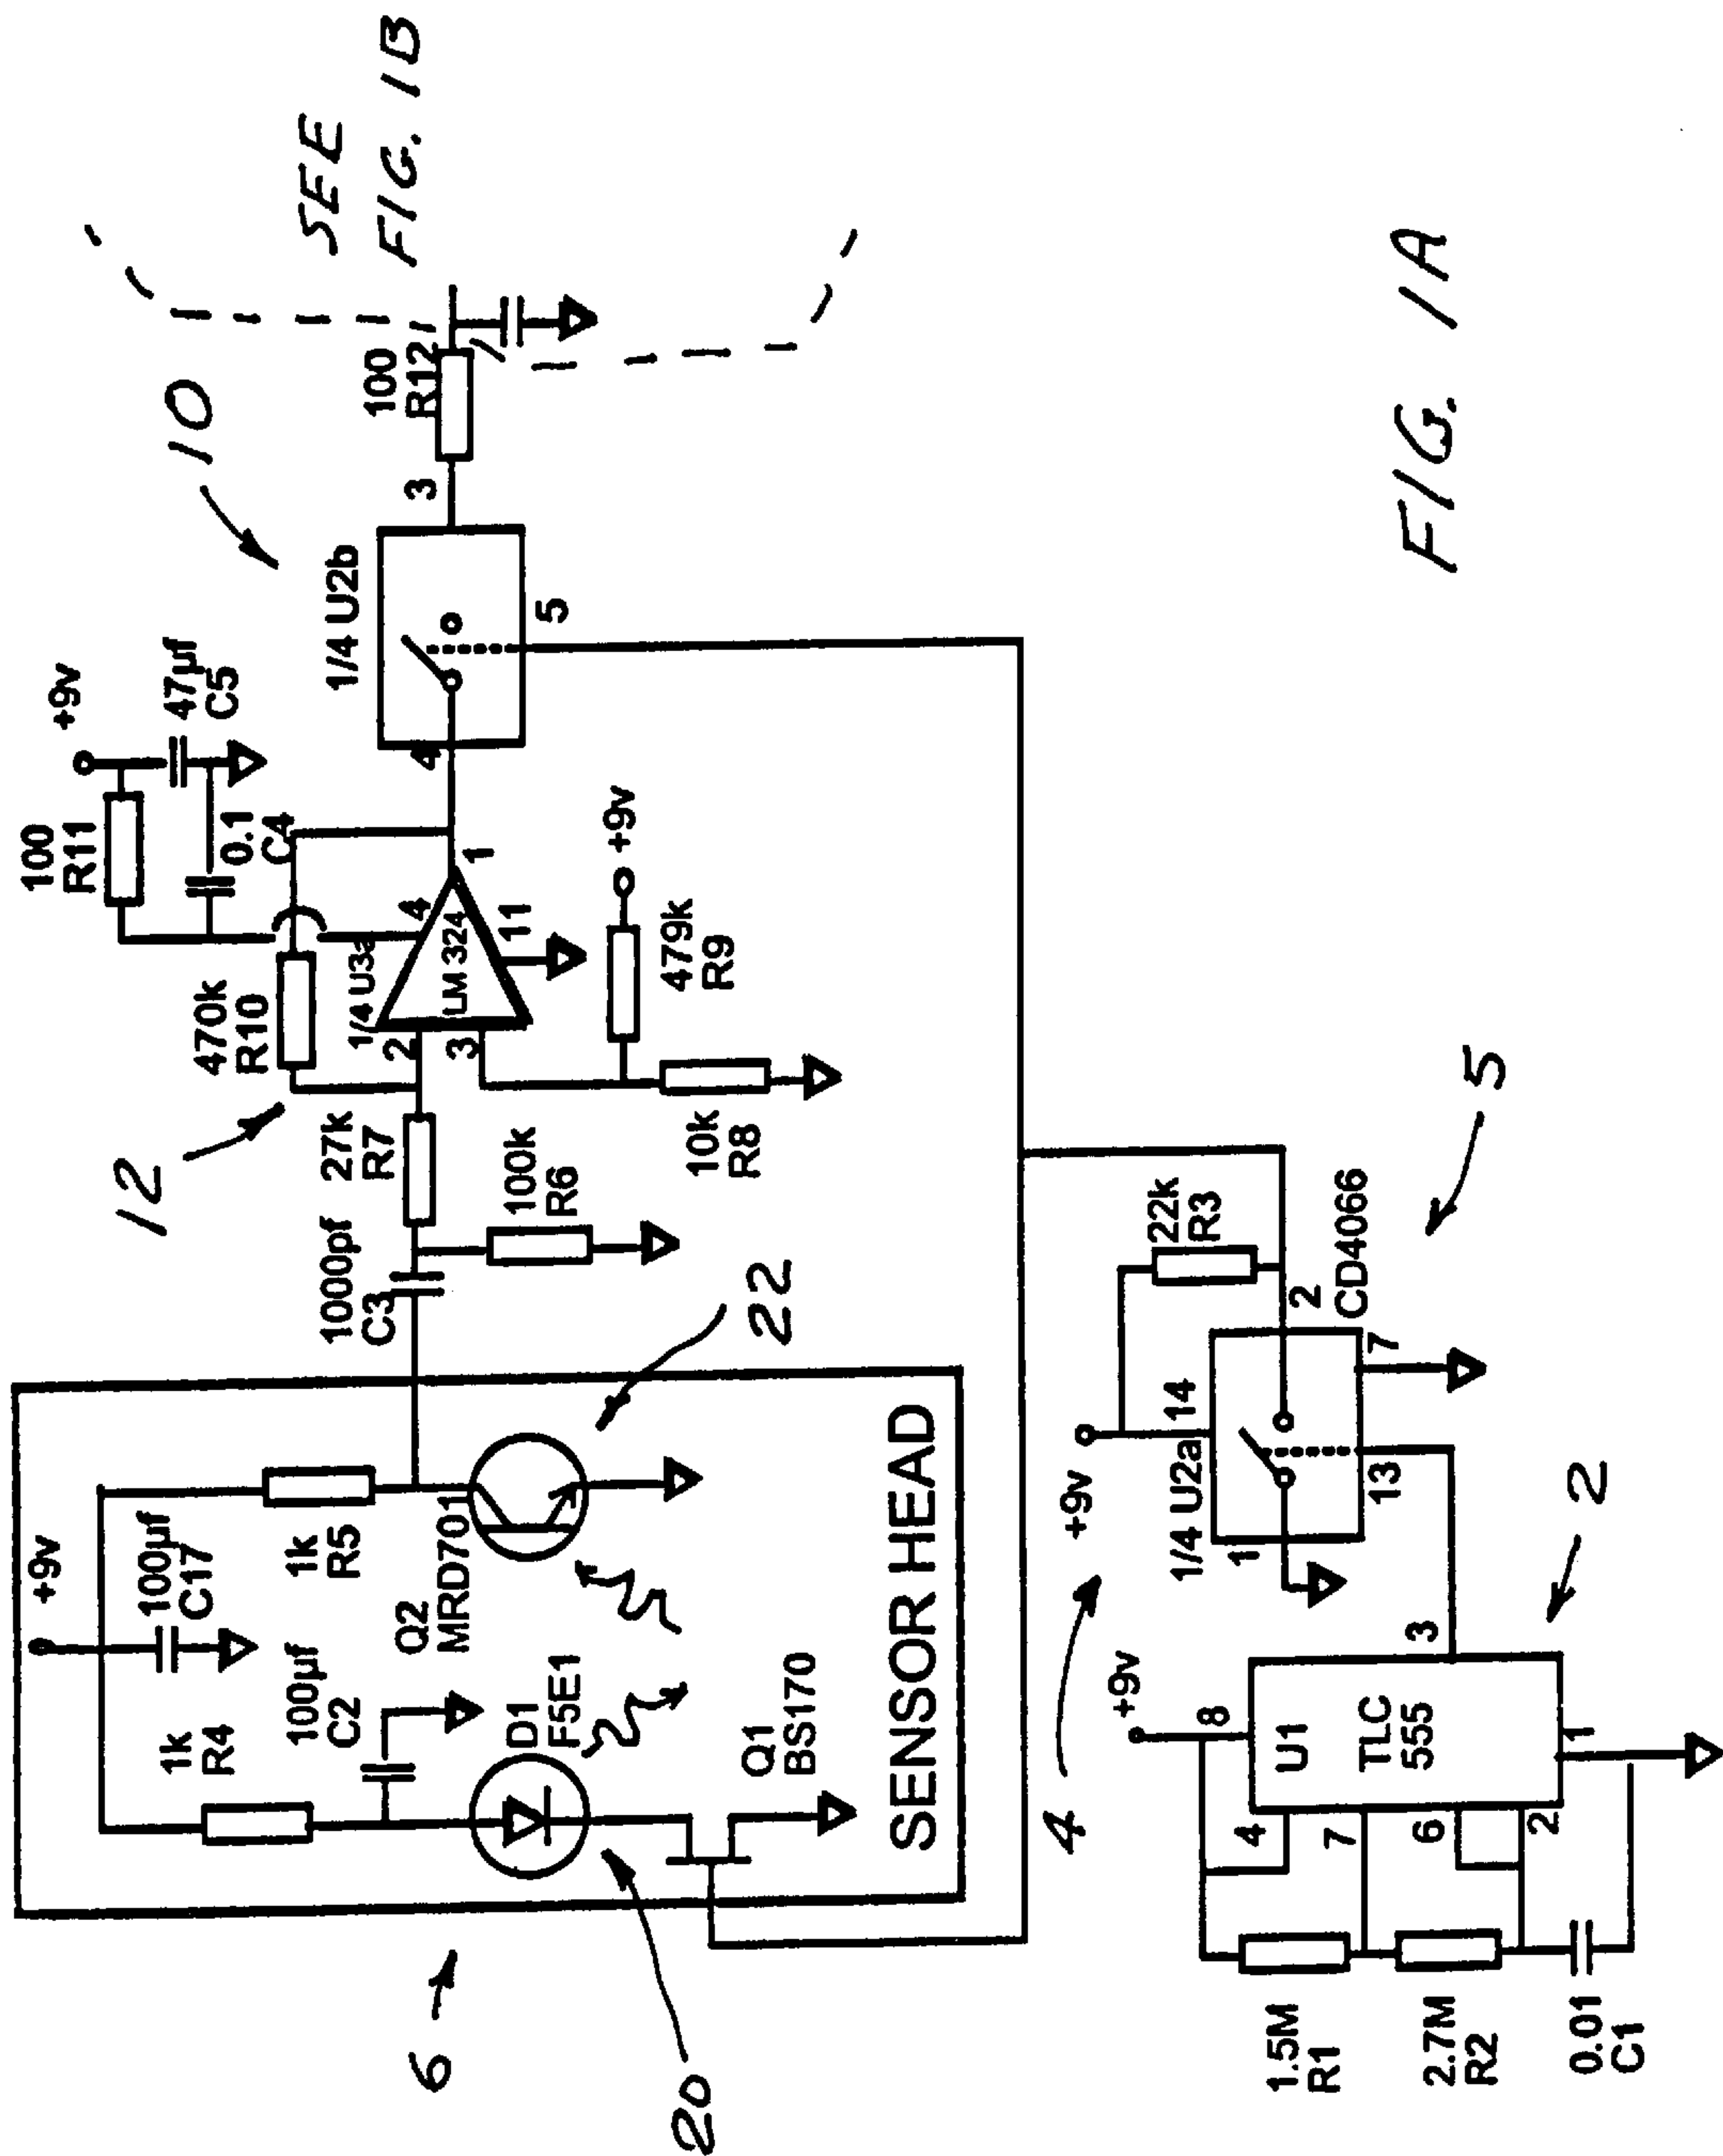 SEE
FIG. 1B
10
12
+9v
100
R11
47µf
C5
0.1
C4
470k
R10
1/4 U3a
LM 324
4
1
2
3
11
27k
R7
1000pf
C3
100k
R6
10k
R8
479k
R9
+9v
1/4 U2b
4
3
5
100
R12
6
+9v
100µf
C17
1k
R4
1k
R5
100µf
C2
D1
F5E1
Q2
MRD701
Q1
BS170
SENSOR HEAD
20
22
4
+9v
1/4 U2a
14
1
13
2
7
CD4066
22k
R3
5
+9v
8
U1
TLC
555
4
7
6
2
3
1
2
1.5M
R1
2.7M
R2
0.01
C1
FIG. 1A